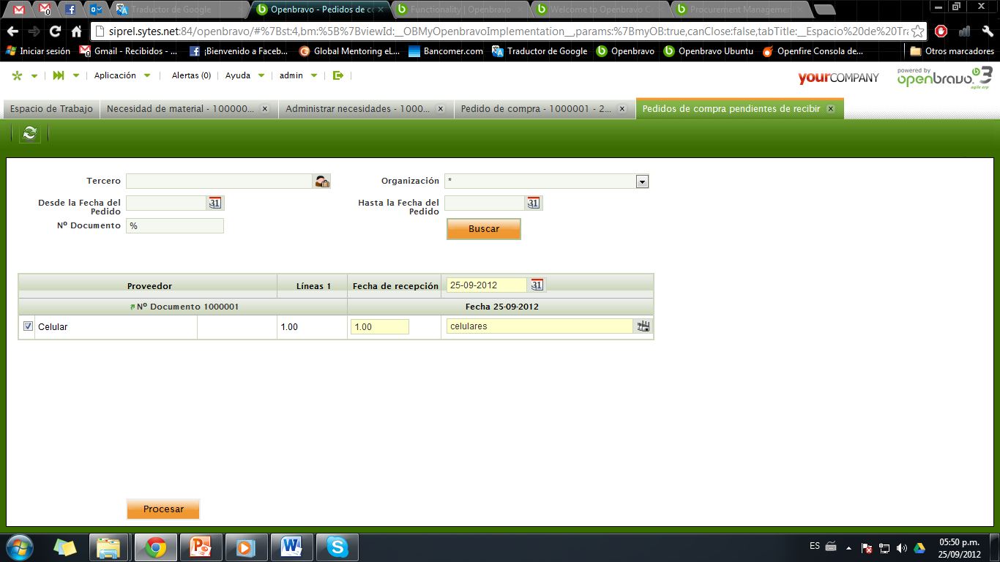 Traductor de Google
Openbravo - Pedidos de co
Functionality | Openbravo
Welcome to Openbravo C
Procurement Management
siprel.sytes.net:84/openbravo/#%7Bst:4,bm:%5B%7BviewId:__OBMyOpenbravoImplementation__,params:%7BmyOB:true,canClose:false,tabTitle:__Espacio%20de%20Tra
Iniciar sesión
Gmail - Recibidos - ...
¡Bienvenido a Faceb...
Global Mentoring eL...
Bancomer.com
Traductor de Google
Openbravo
Openbravo Ubuntu
Openfire Consola de...
Otros marcadores
Aplicación
Alertas (0)
Ayuda
admin
yourCOMPANY
powered by
openbravo 3
agile erp
Espacio de Trabajo
Necesidad de material - 100000...
Administrar necesidades - 1000...
Pedido de compra - 1000001 - 2...
Pedidos de compra pendientes de recibir
Tercero
Organización
*
Desde la Fecha del
Pedido
31
Hasta la Fecha del
Pedido
31
Nº Documento
%
Buscar
Proveedor
Líneas 1
Fecha de recepción
25-09-2012
31
Nº Documento 1000001
Fecha 25-09-2012
Celular
1.00
1.00
celulares
Procesar
ES
05:50 p.m.
25/09/2012